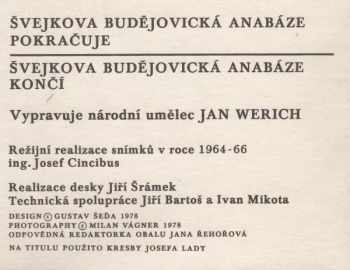 ŠVEJKOVA BUDĚJOVICKÁ ANABÁZE
POKRAČUJE
ŠVEJKOVA BUDĚJOVICKÁ ANABÁZE
KONČÍ
Vypravuje národní umělec JAN WERICH
Režijní realizace snímků v roce 1964-66
ing. Josef Cincibus
Realizace desky Jiří Šrámek
Technická spolupráce Jiří Bartoš a Ivan Mikota
DESIGN © GUSTAV ŠEĎA 1978
PHOTOGRAPHY © MILAN VÁGNER 1978
ODPOVĚDNÁ REDAKTORKA OBALU JANA ŘEHOŘOVÁ
NA TITULU POUŽITO KRESBY JOSEFA LADY